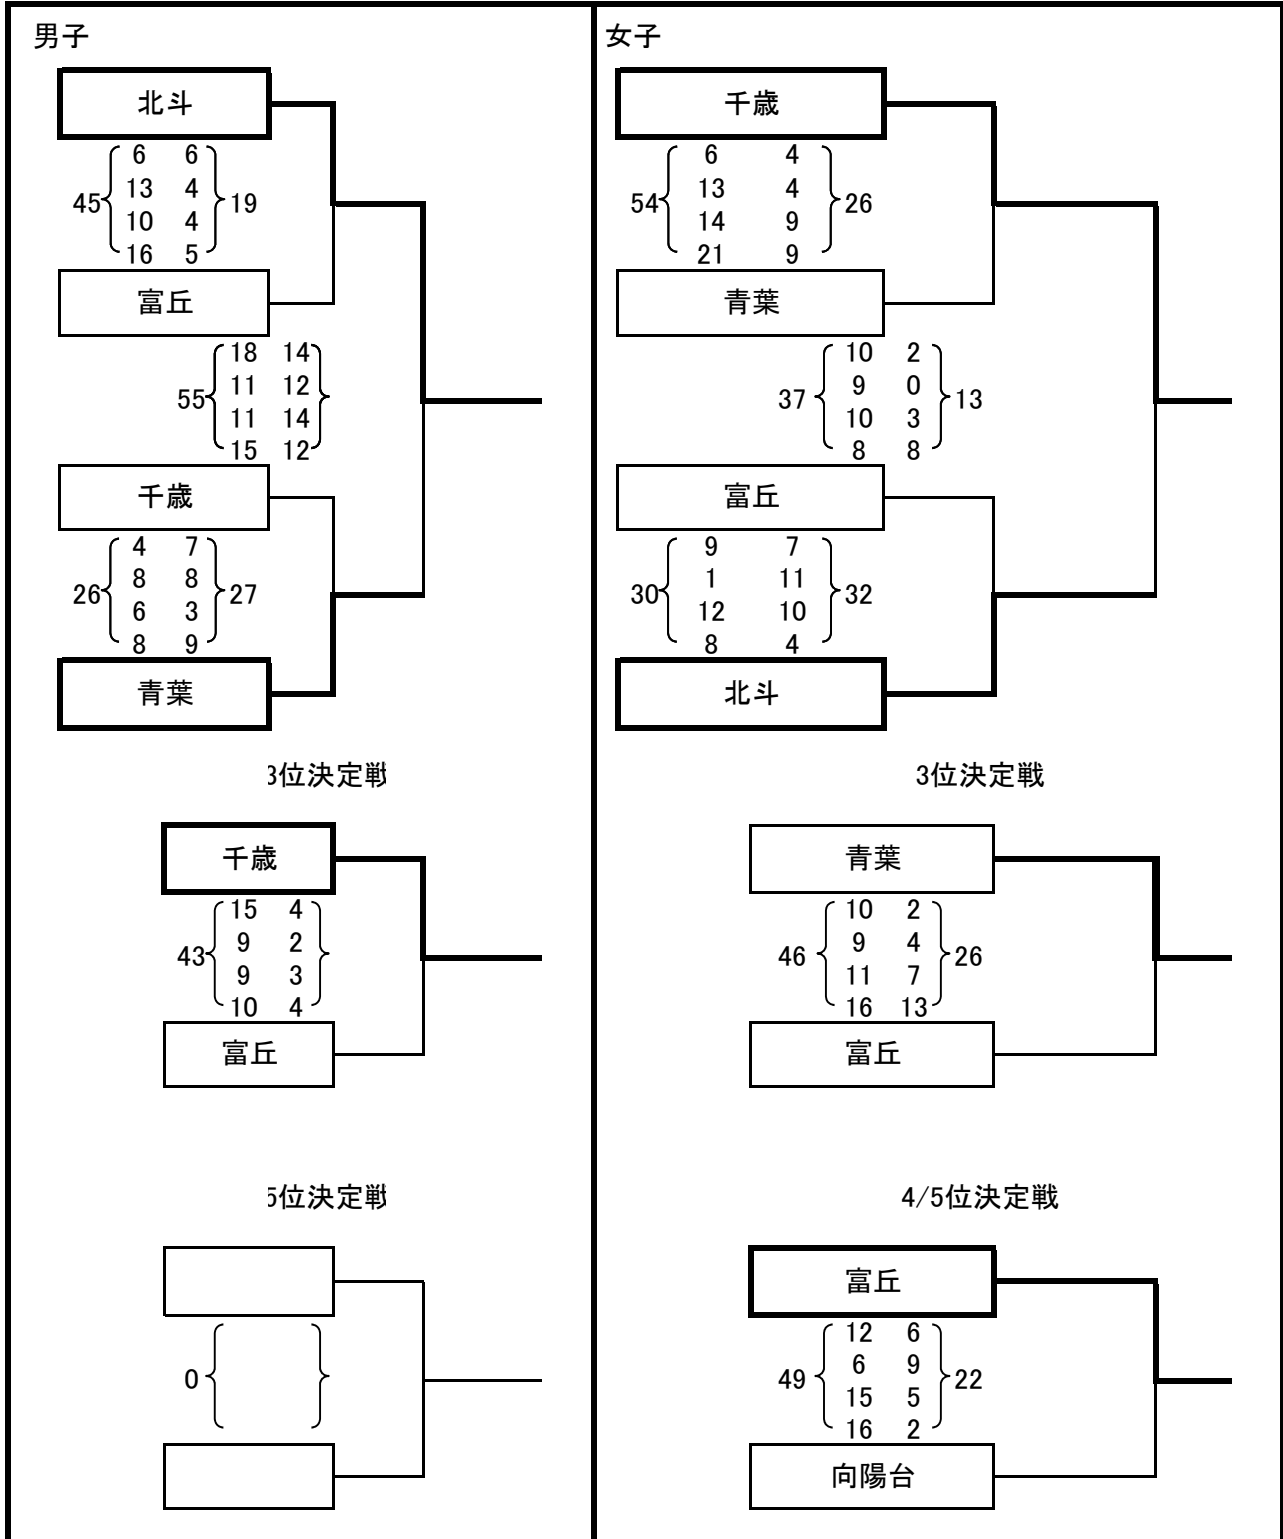 男子
北斗
6 6
13 4
45 19
10 4
16 5
富丘
18 14
11 12
55
11 14
15 12
千歳
4 7
8 8
26 27
6 3
8 9
青葉
3位決定戦
千歳
15 4
9 2
43
9 3
10 4
富丘
5位決定戦
0
女子
千歳
6 4
13 4
54 26
14 9
21 9
青葉
10 2
9 0
37 13
10 3
8 8
富丘
9 7
1 11
30 32
12 10
8 4
北斗
3位決定戦
青葉
10 2
9 4
46 26
11 7
16 13
富丘
4/5位決定戦
富丘
12 6
6 9
49 22
15 5
16 2
向陽台